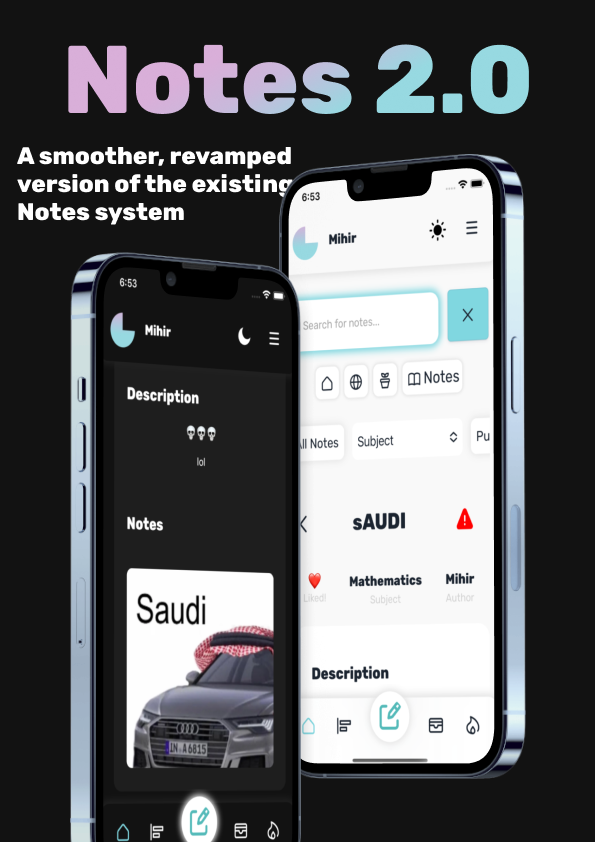 Notes 2.0
A smoother, revamped
version of the existing
Notes system
6:53
Mihir
Search for notes...
Notes
All Notes
Subject
Pu
sAUDI
Liked!
Mathematics
Subject
Mihir
Author
Description
6:53
Mihir
Description
lol
Notes
Saudi
IN A6815